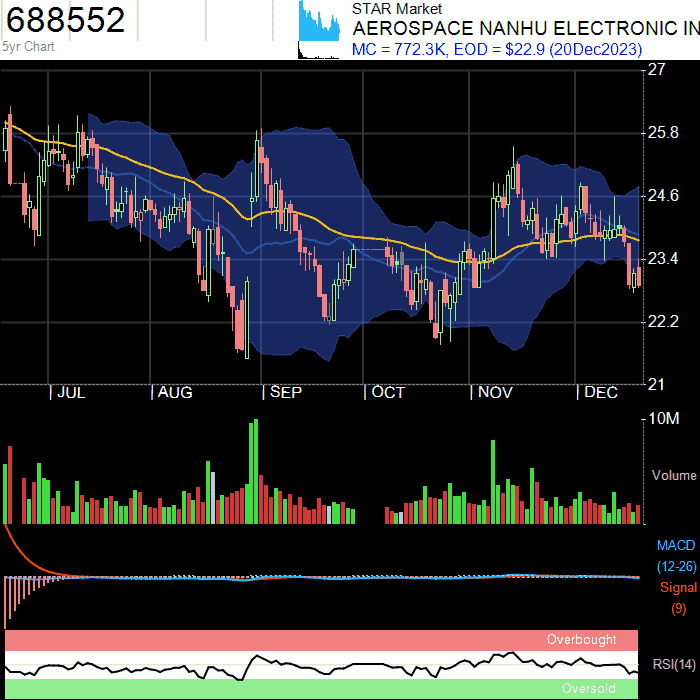 688552
5yr Chart
STAR Market
AEROSPACE NANHU ELECTRONIC IN
MC = 772.3K, EOD = $22.9 (20Dec2023)
27
25.8
24.6
23.4
22.2
21
| JUL | AUG | SEP | OCT | NOV | DEC
10M
Volume
MACD
(12-26)
Signal
(9)
Overbought
RSI(14)
Oversold